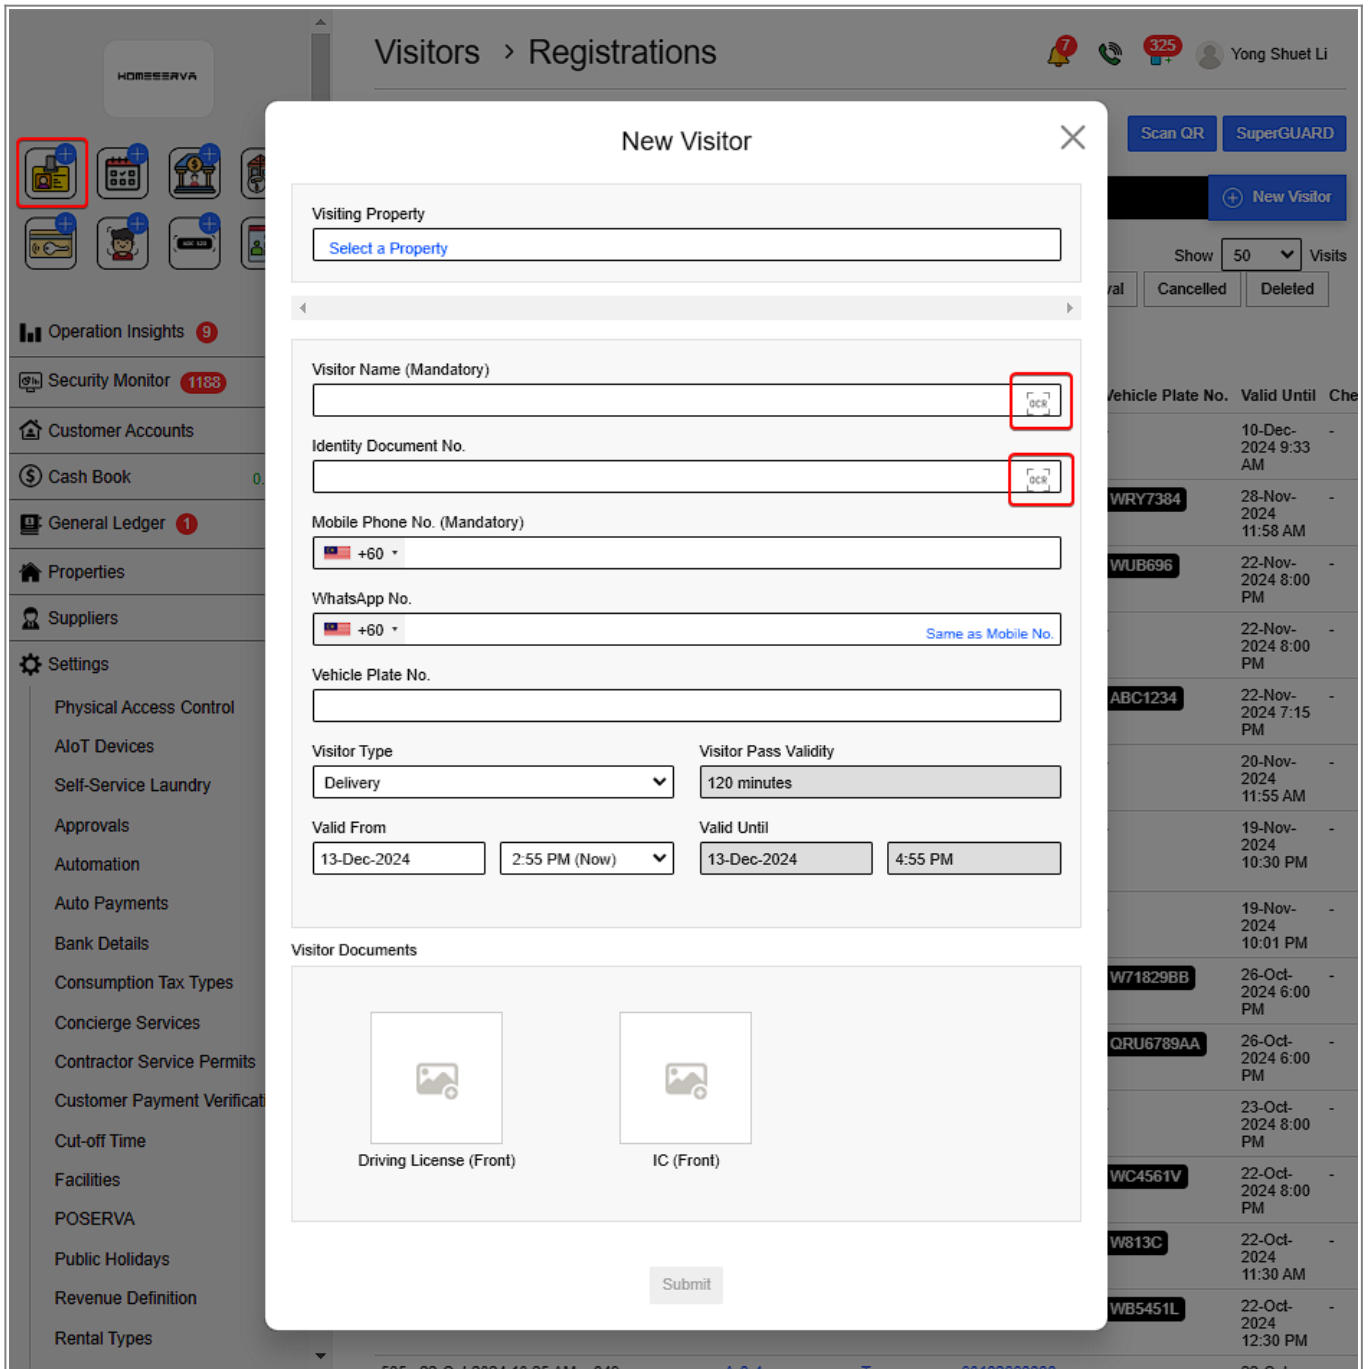 HOMESERVA
Visitors > Registrations
7
325
Yong Shuet Li
Scan QR
SuperGUARD
New Visitor
Show 50 Visits
Cancelled
Deleted
Operation Insights 9
Security Monitor 1188
Customer Accounts
Cash Book 0.
General Ledger 1
Properties
Suppliers
Settings
Physical Access Control
AIoT Devices
Self-Service Laundry
Approvals
Automation
Auto Payments
Bank Details
Consumption Tax Types
Concierge Services
Contractor Service Permits
Customer Payment Verificati
Cut-off Time
Facilities
POSERVA
Public Holidays
Revenue Definition
Rental Types
New Visitor
Visiting Property
Select a Property
Visitor Name (Mandatory)
OCR
Identity Document No.
OCR
Mobile Phone No. (Mandatory)
+60
WhatsApp No.
+60 Same as Mobile No.
Vehicle Plate No.
Visitor Type Visitor Pass Validity
Delivery 120 minutes
Valid From Valid Until
13-Dec-2024 2:55 PM (Now) 13-Dec-2024 4:55 PM
Visitor Documents
Driving License (Front) IC (Front)
Submit
Vehicle Plate No. Valid Until Che
10-Dec- -
2024 9:33
AM
WRY7384 28-Nov- -
2024
11:58 AM
WUB696 22-Nov- -
2024 8:00
PM
22-Nov- -
2024 8:00
PM
ABC1234 22-Nov- -
2024 7:15
PM
20-Nov- -
2024
11:55 AM
19-Nov- -
2024
10:30 PM
19-Nov- -
2024
10:01 PM
W71829BB 26-Oct- -
2024 6:00
PM
QRU6789AA 26-Oct- -
2024 6:00
PM
23-Oct- -
2024 8:00
PM
WC4561V 22-Oct- -
2024 8:00
PM
W813C 22-Oct- -
2024
11:30 AM
WB5451L 22-Oct- -
2024
12:30 PM